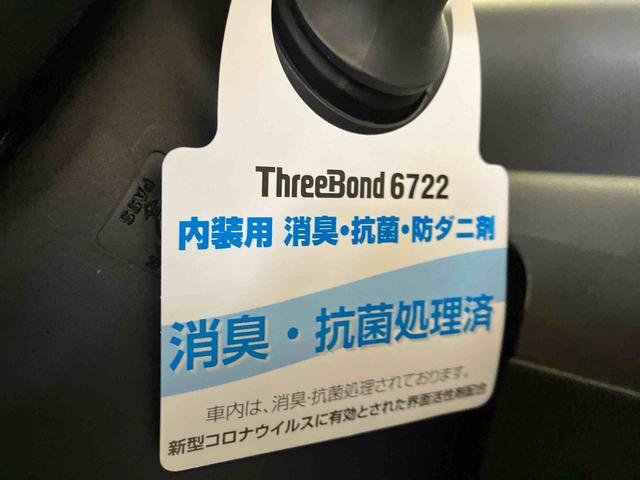 ThreeBond 6722
内装用 消臭・抗菌・防ダニ剤
消臭・抗菌処理済
車内は、消臭・抗菌処理されております。
新型コロナウイルスに有効とされた界面活性剤配合
PASS